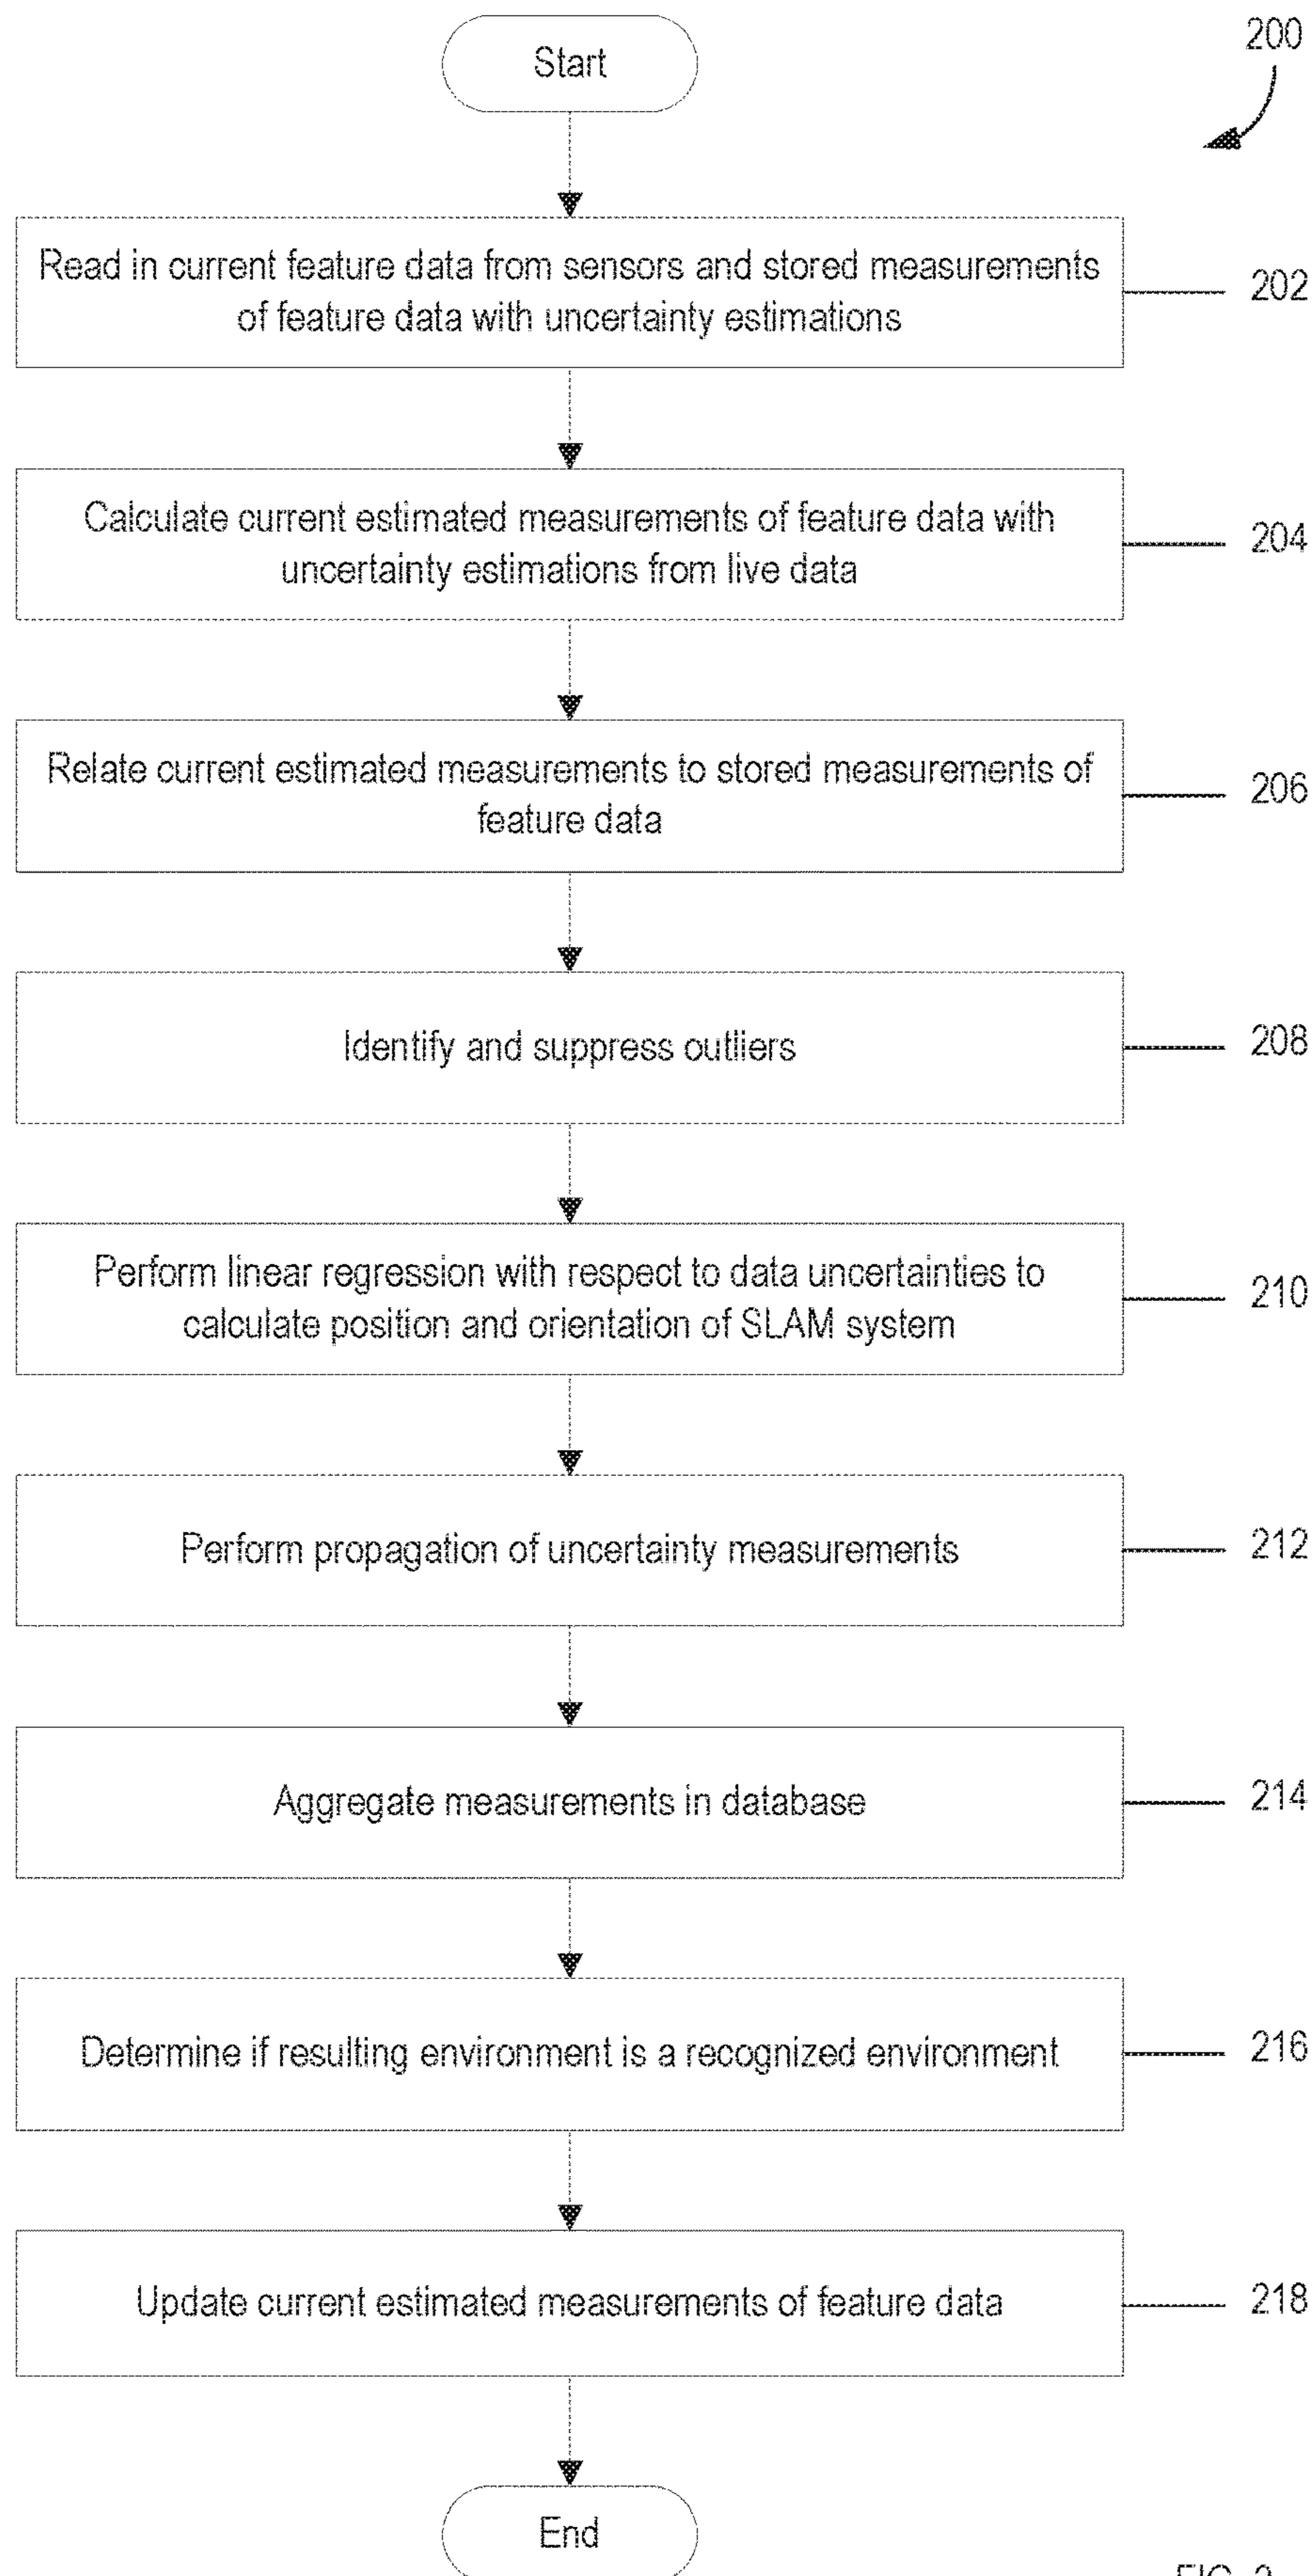 Start
200
Read in current feature data from sensors and stored measurements
of feature data with uncertainty estimations
202
Calculate current estimated measurements of feature data with
uncertainty estimations from live data
204
Relate current estimated measurements to stored measurements of
feature data
206
Identify and suppress outliers
208
Perform linear regression with respect to data uncertainties to
calculate position and orientation of SLAM system
210
Perform propagation of uncertainty measurements
212
Aggregate measurements in database
214
Determine if resulting environment is a recognized environment
216
Update current estimated measurements of feature data
218
End